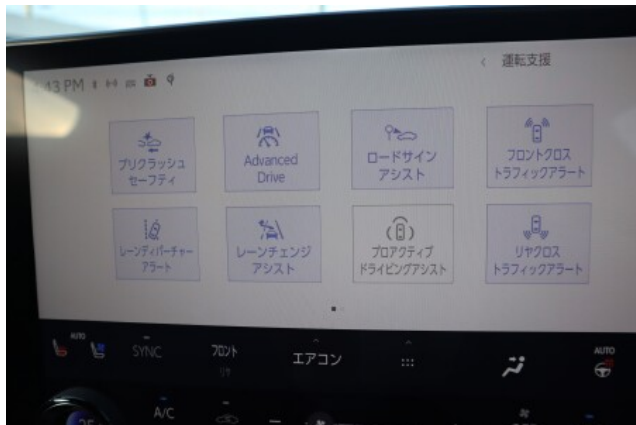 :43 PM
運転支援
プリクラッシュ
セーフティ
Advanced
Drive
ロードサイン
アシスト
フロントクロス
トラフィックアラート
レーンディパーチャー
アラート
レーンチェンジ
アシスト
プロアクティブ
ドライビングアシスト
リヤクロス
トラフィックアラート
AUTO
SYNC
フロント
リヤ
エアコン
AUTO
A/C